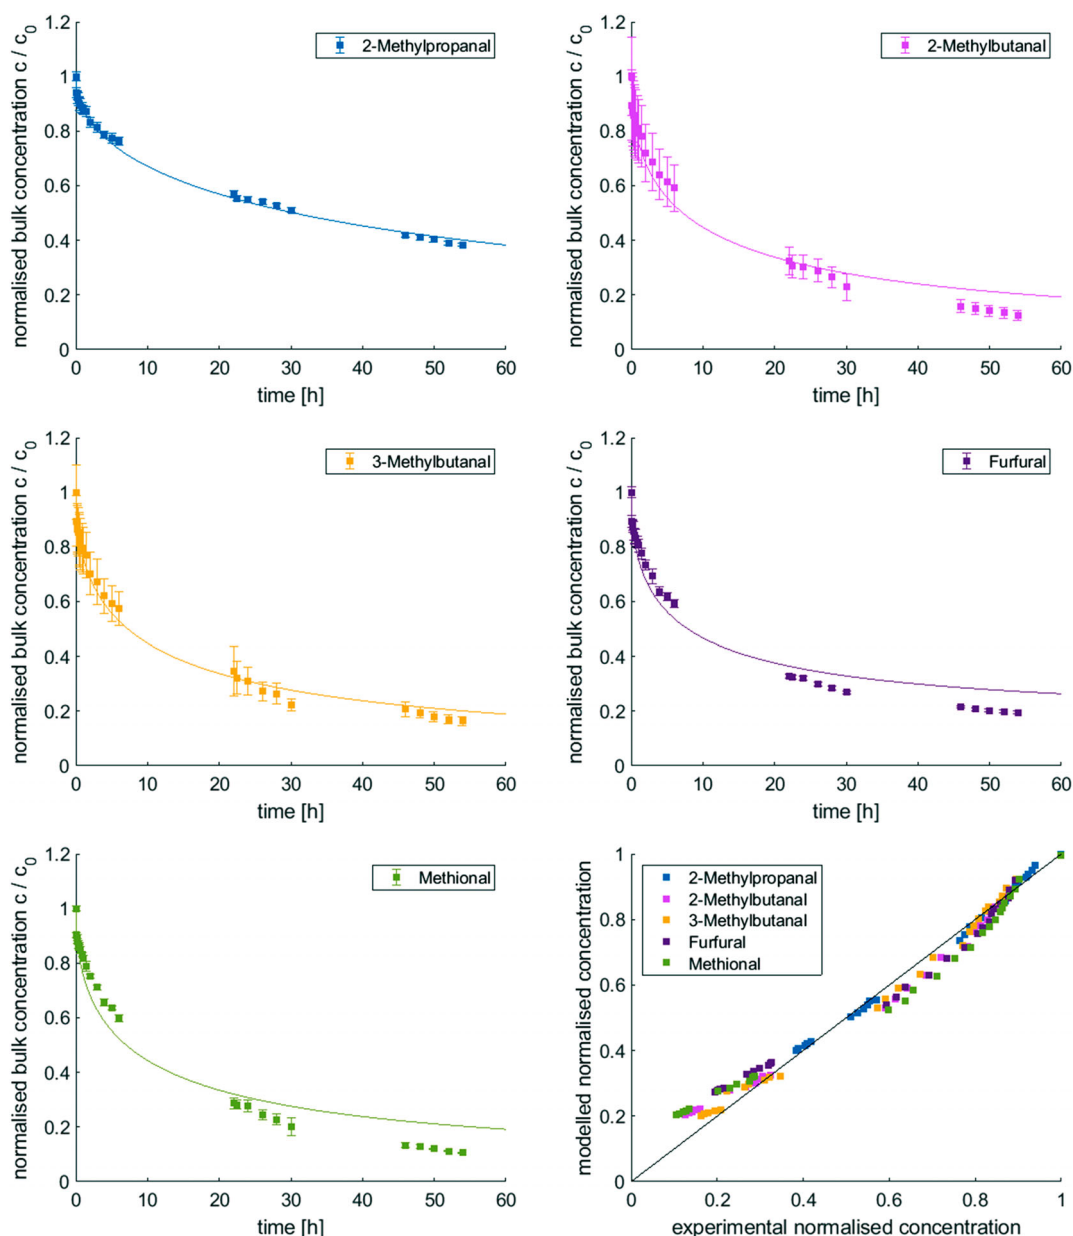 normalised bulk concentration c / c0
1.2
1
0.8
0.6
0.4
0.2
0
2-Methylpropanal
0 10 20 30 40 50 60
time [h]
normalised bulk concentration c / c0
1.2
1
0.8
0.6
0.4
0.2
0
2-Methylbutanal
0 10 20 30 40 50 60
time [h]
normalised bulk concentration c / c0
1.2
1
0.8
0.6
0.4
0.2
0
3-Methylbutanal
0 10 20 30 40 50 60
time [h]
normalised bulk concentration c / c0
1.2
1
0.8
0.6
0.4
0.2
0
Furfural
0 10 20 30 40 50 60
time [h]
normalised bulk concentration c / c0
1.2
1
0.8
0.6
0.4
0.2
0
Methional
0 10 20 30 40 50 60
time [h]
modelled normalised concentration
1
0.8
0.6
0.4
0.2
0
2-Methylpropanal
2-Methylbutanal
3-Methylbutanal
Furfural
Methional
0 0.2 0.4 0.6 0.8 1
experimental normalised concentration